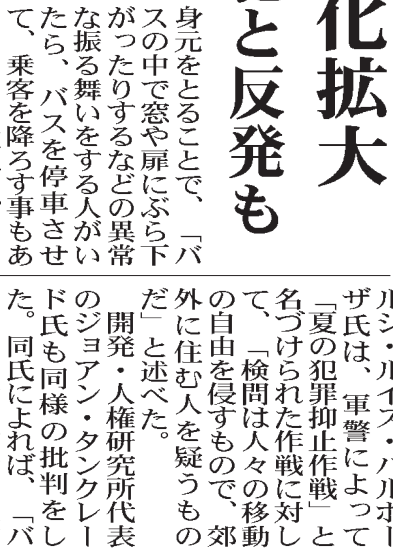 化拡大
と反発も
身元をとることで、「バ
スの中で窓や扉にぶら下
がったりするなどの異常
な振る舞いをする人がい
たら、バスを停車させ
て、乗客を降ろす事もあ
ルシ・ルイス・バルボー
ザ氏は、軍警によって
「夏の犯罪抑止作戦」と
名づけられた作戦に対し
て、「検問は人々の移動
の自由を侵すもので、郊
外に住む人を疑うもの
だ」と述べた。
開発・人権研究所代表
のジョアン・タンクレー
ド氏も同様の批判をし
た。同氏によれば、「バ